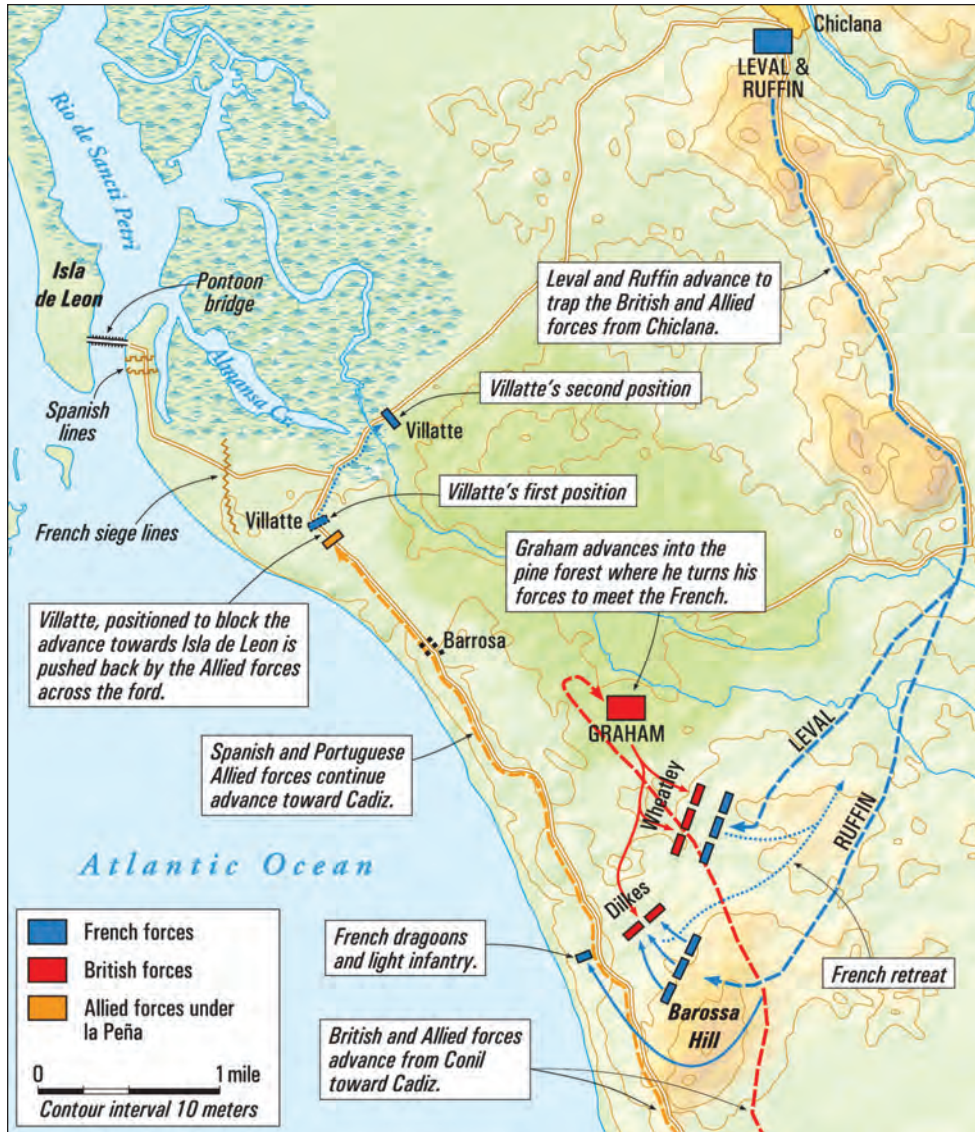 Chiclana
LEVAL &
RUFFIN
Rio de Sancti Petri
Isla
de Leon
Pontoon
bridge
Leval and Ruffin advance to
trap the British and Allied
forces from Chiclana.
Almansa Cr.
Spanish
lines
Villatte's second position
Villatte
Villatte's first position
French siege lines
Villatte
Graham advances into the
pine forest where he turns his
forces to meet the French.
Villatte, positioned to block the
advance towards Isla de Leon is
pushed back by the Allied forces
across the ford.
Barrosa
GRAHAM
LEVAL
Spanish and Portuguese
Allied forces continue
advance toward Cadiz.
Wheatley
RUFFIN
Atlantic Ocean
Dilkes
French forces
British forces
Allied forces under
la Peña
0 1 mile
Contour interval 10 meters
French dragoons
and light infantry.
French retreat
Barossa
Hill
British and Allied forces
advance from Conil
toward Cadiz.